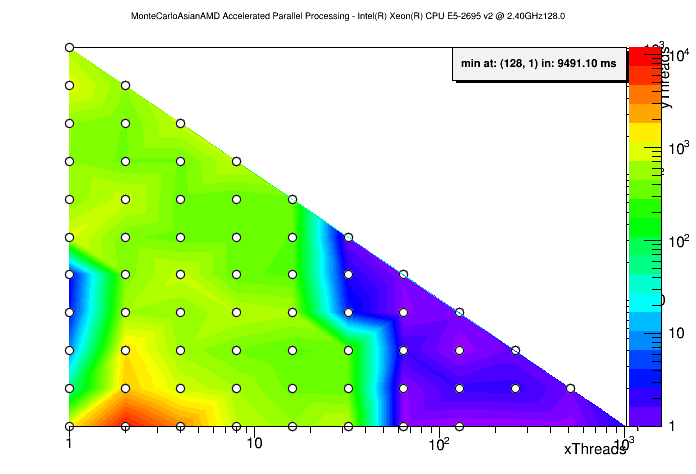 MonteCarloAsianAMD Accelerated Parallel Processing - Intel(R) Xeon(R) CPU E5-2695 v2 @ 2.40GHz128.0
min at: (128, 1) in: 9491.10 ms
10³
10⁴
yThreads
10³
10²
10
1
1
10
10²
10³
xThreads